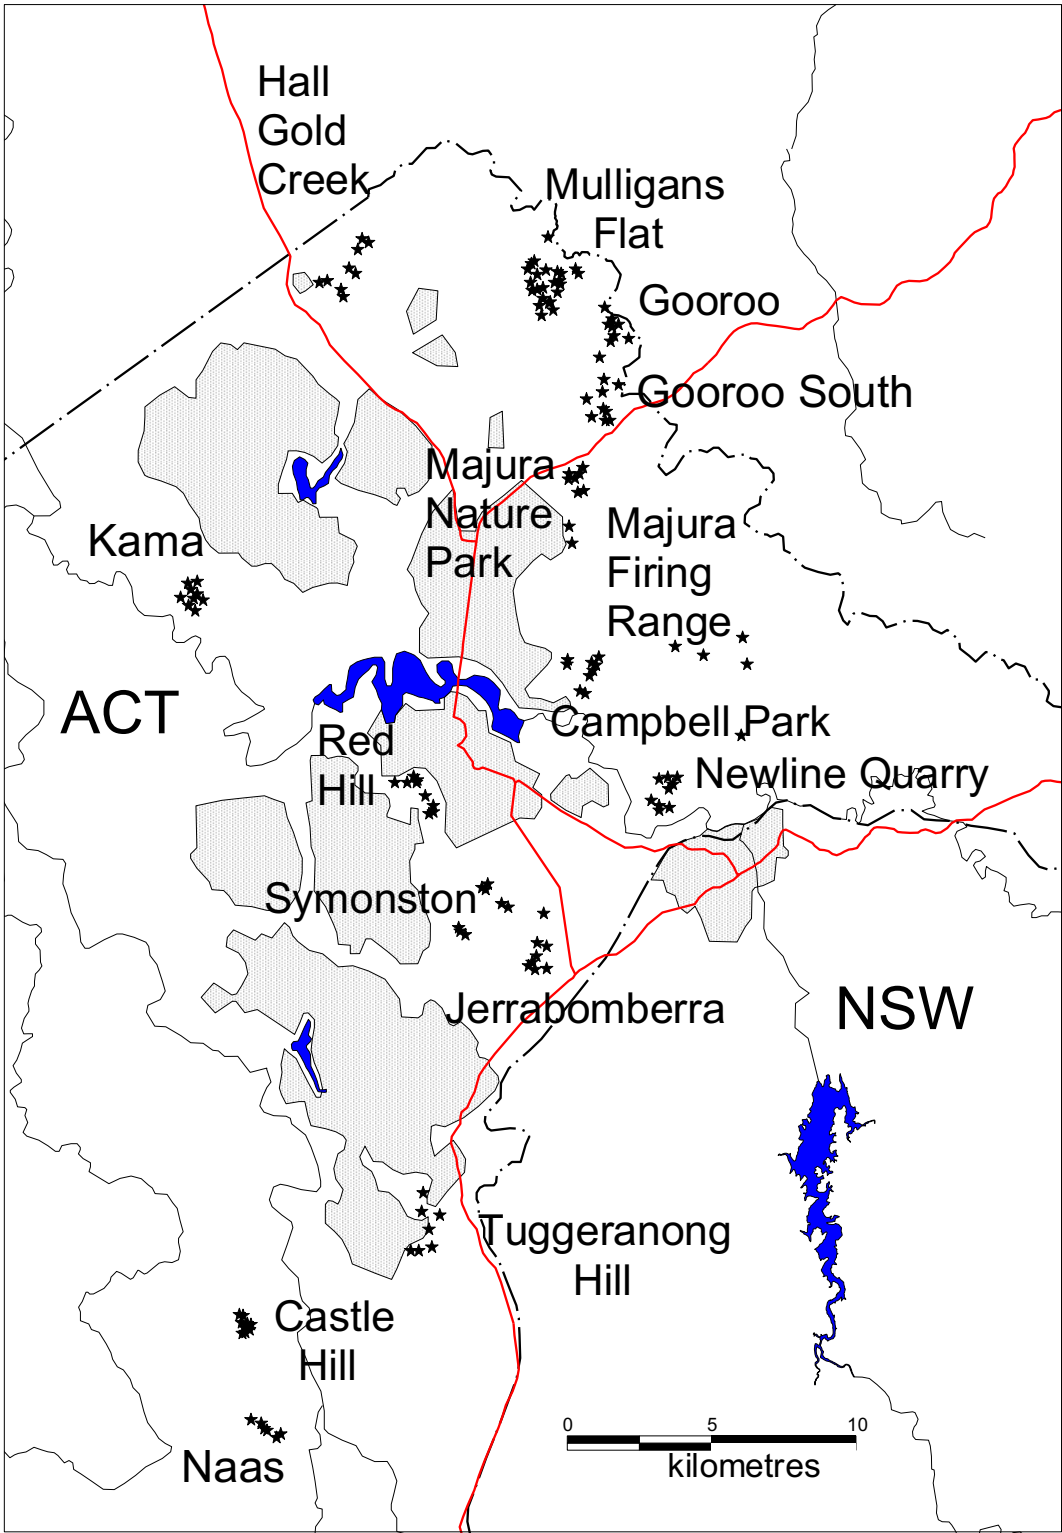 Hall
Gold
Creek
Mulligans
Flat
Gooroo
Gooroo South
Majura
Nature
Park
Majura
Firing
Range
Kama
ACT
Campbell Park
Red
Hill
Newline Quarry
Symonston
Jerrabomberra
NSW
Tuggeranong
Hill
Castle
Hill
Naas
0 5 10
kilometres